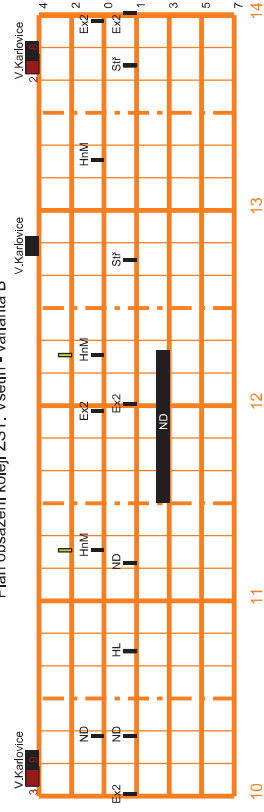 Plán obsazení kolejí ŽST. Vsetín - varianta B
V.Karlovice
V.Karlovice
V.Karlovice
3 9
2 8
4
ND
HnM
Ex2
HnM
HnM
Ex2
2
0
Ex2
ND
HL
ND
Ex2
Stř
Stř
Ex2
1
ND
3
5
7
10
11
12
13
14